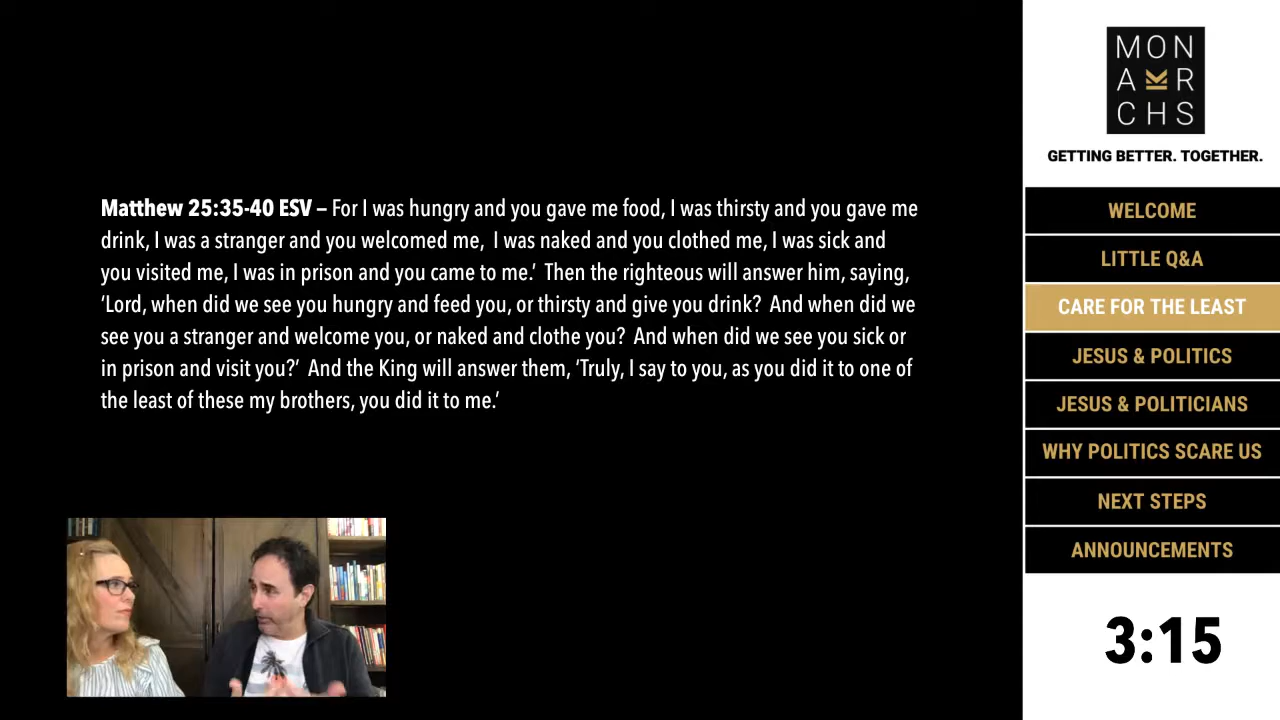 Matthew 25:35-40 ESV – For I was hungry and you gave me food, I was thirsty and you gave me
drink, I was a stranger and you welcomed me,  I was naked and you clothed me, I was sick and
you visited me, I was in prison and you came to me.’  Then the righteous will answer him, saying,
‘Lord, when did we see you hungry and feed you, or thirsty and give you drink?  And when did we
see you a stranger and welcome you, or naked and clothe you?  And when did we see you sick or
in prison and visit you?’  And the King will answer them, ‘Truly, I say to you, as you did it to one of
the least of these my brothers, you did it to me.’
MON
A RCHS
GETTING BETTER. TOGETHER.
WELCOME
LITTLE Q&A
CARE FOR THE LEAST
JESUS & POLITICS
JESUS & POLITICIANS
WHY POLITICS SCARE US
NEXT STEPS
ANNOUNCEMENTS
3:15